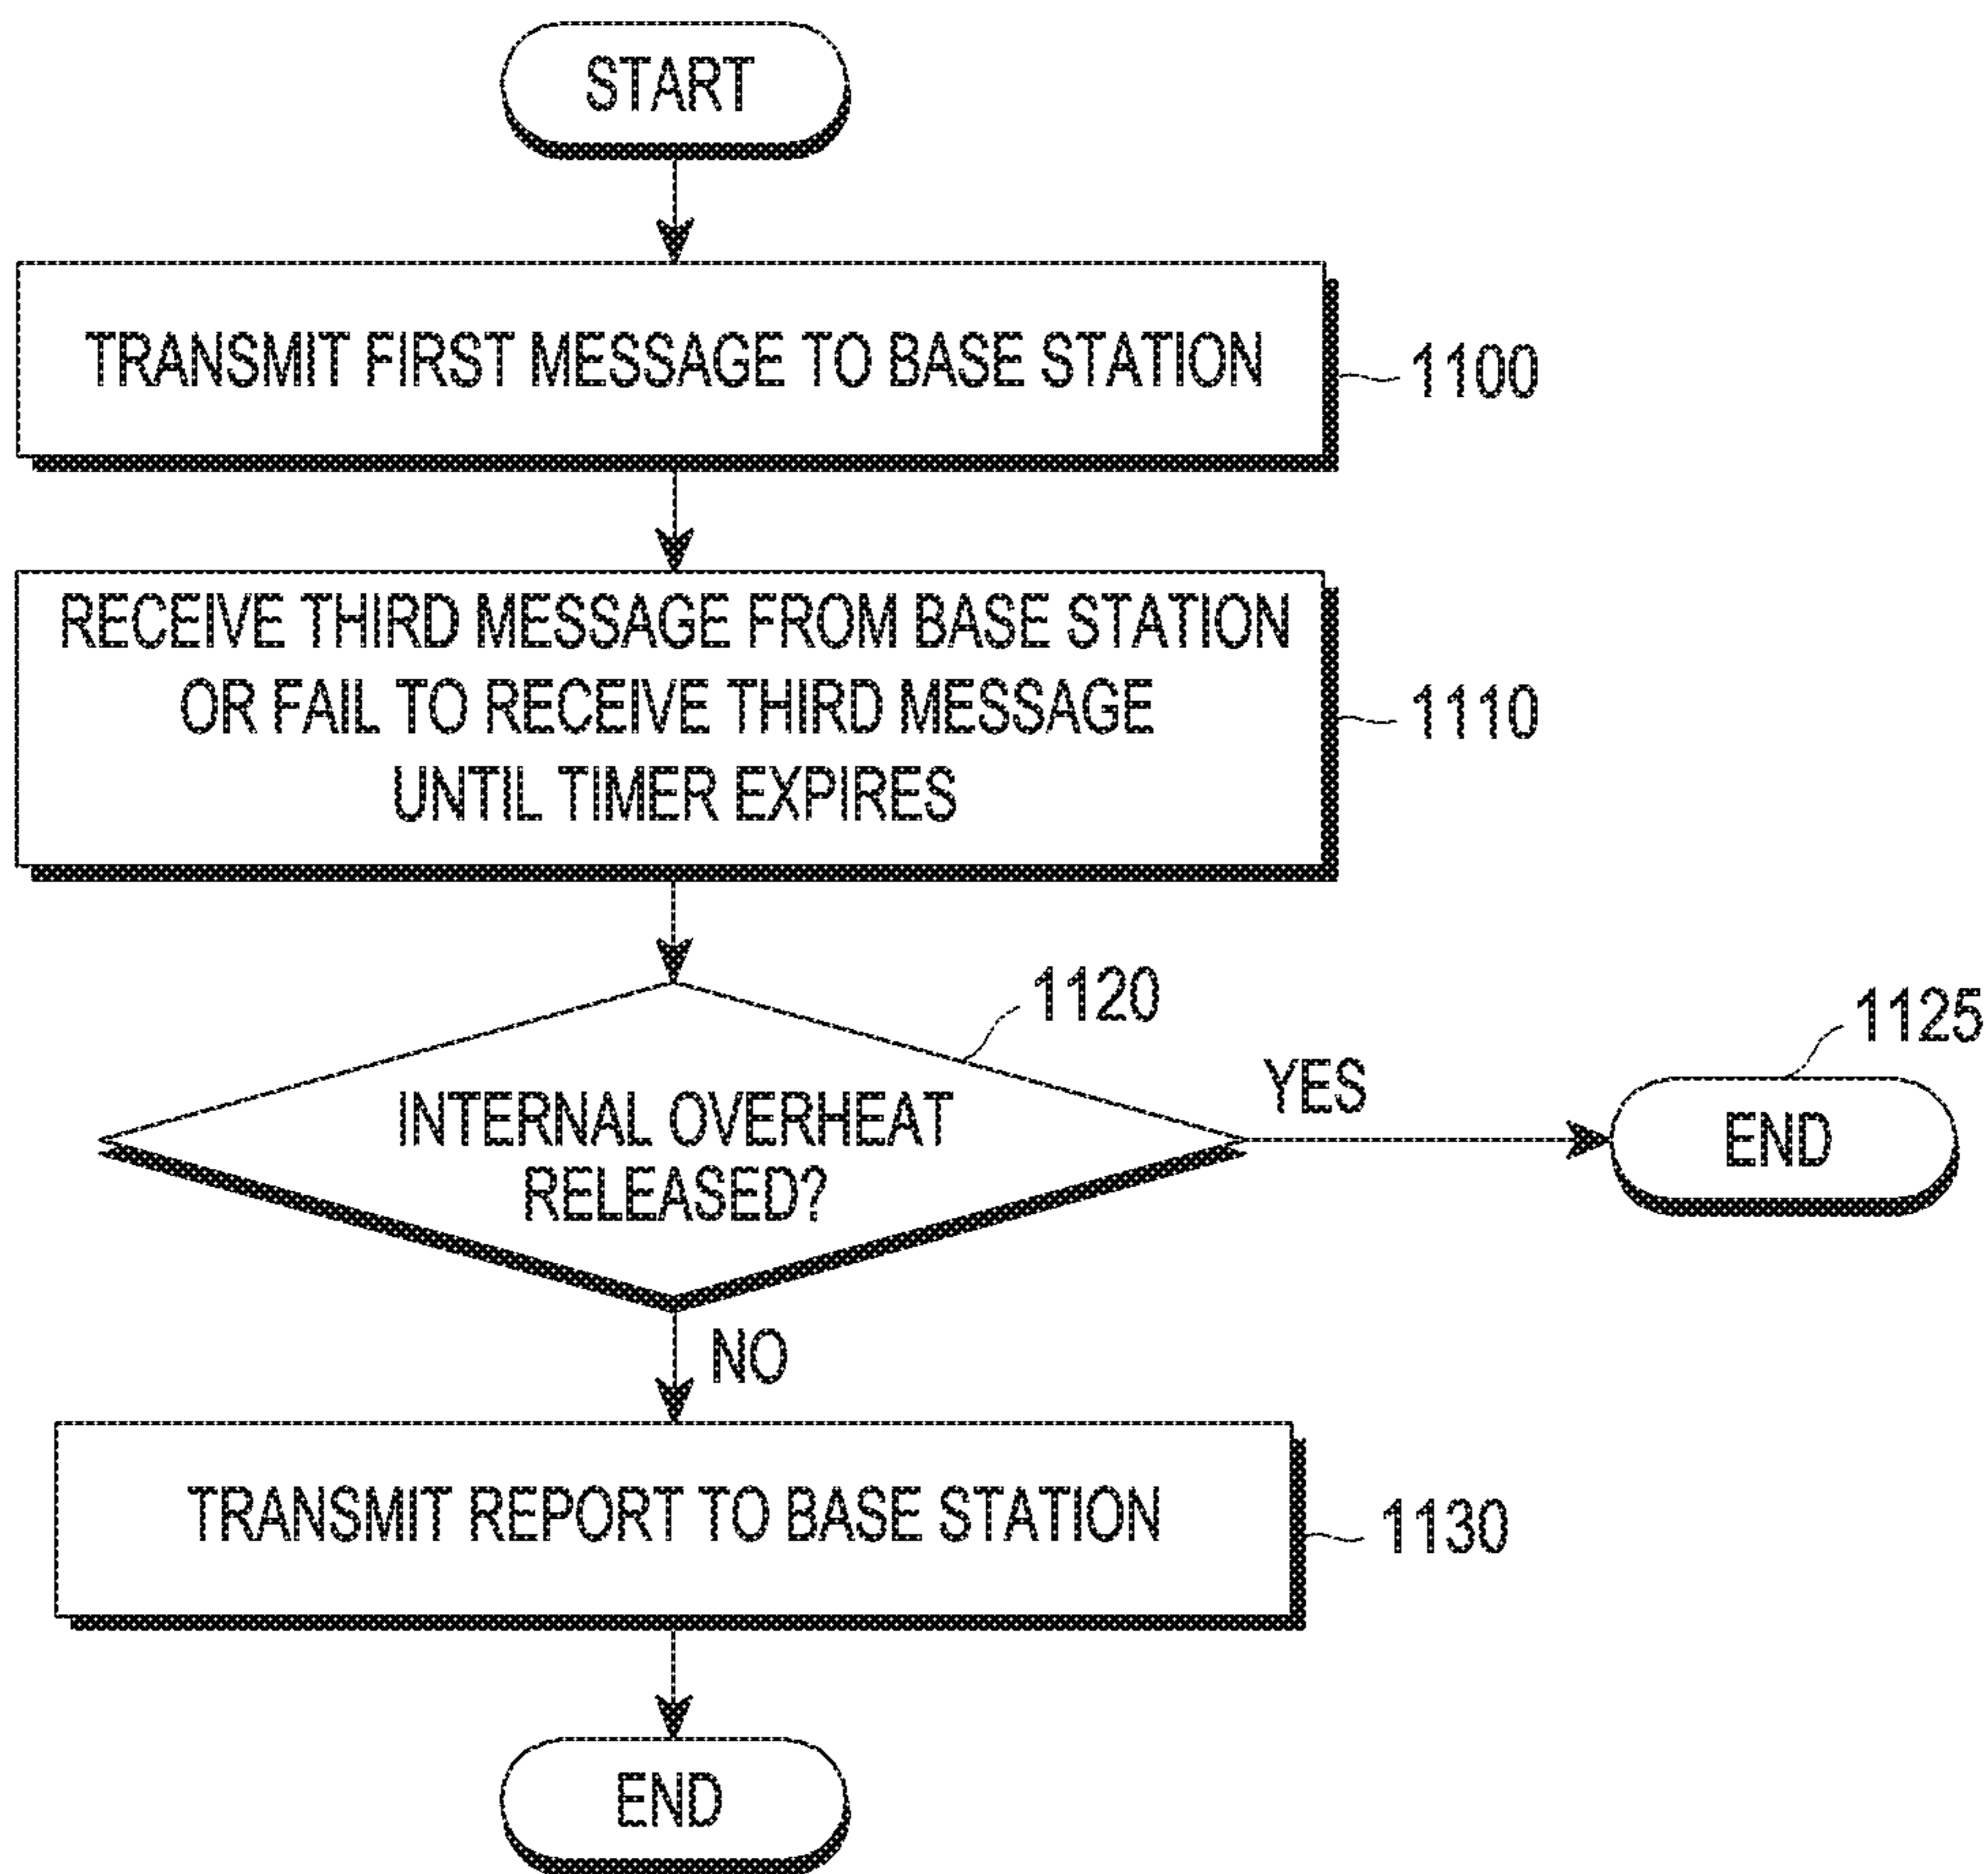 START
TRANSMIT FIRST MESSAGE TO BASE STATION
1100
RECEIVE THIRD MESSAGE FROM BASE STATION
OR FAIL TO RECEIVE THIRD MESSAGE
UNTIL TIMER EXPIRES
1110
1120
INTERNAL OVERHEAT
RELEASED?
YES
1125
END
NO
TRANSMIT REPORT TO BASE STATION
1130
END